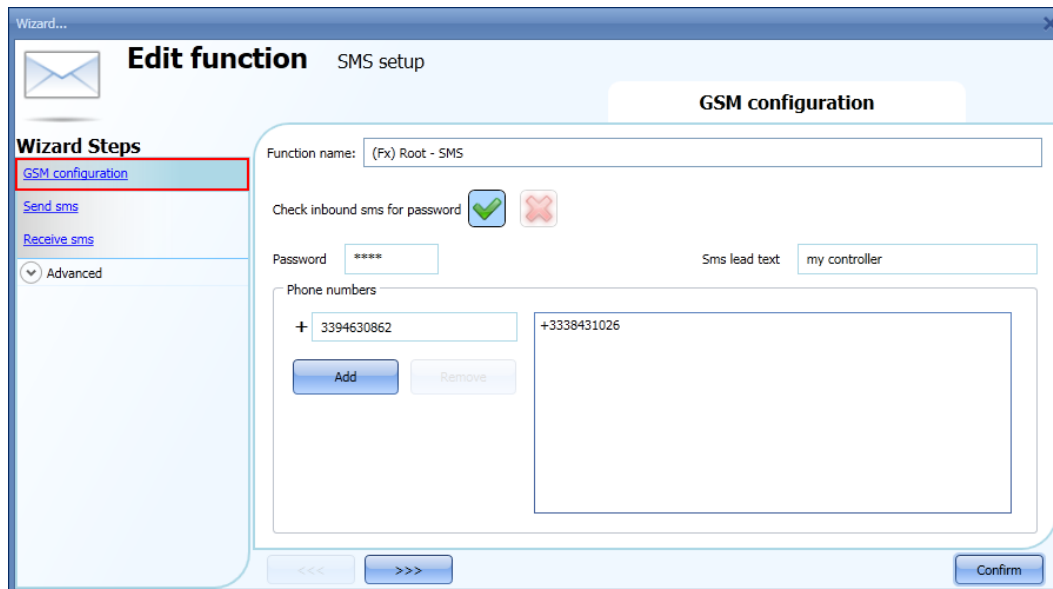 Wizard...
Edit function SMS setup
GSM configuration
Wizard Steps
GSM configuration
Send sms
Receive sms
Advanced
Function name: (Fx) Root - SMS
Check inbound sms for password
Password **** Sms lead text my controller
Phone numbers
+ 3394630862 +3338431026
Add Remove
<<< >>> Confirm